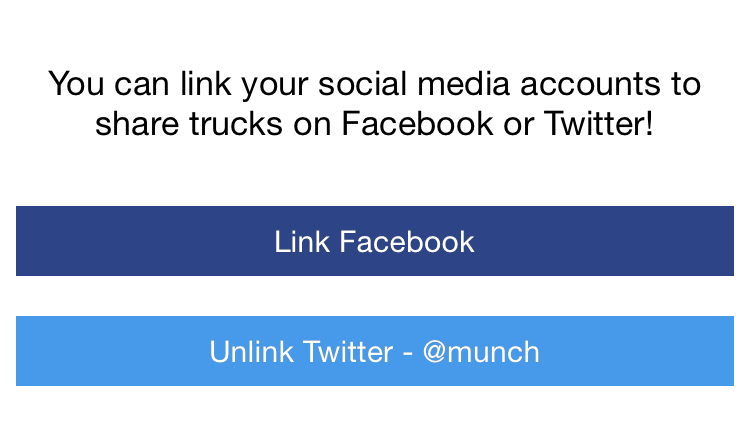 You can link your social media accounts to
share trucks on Facebook or Twitter!
Link Facebook
Unlink Twitter - @munch